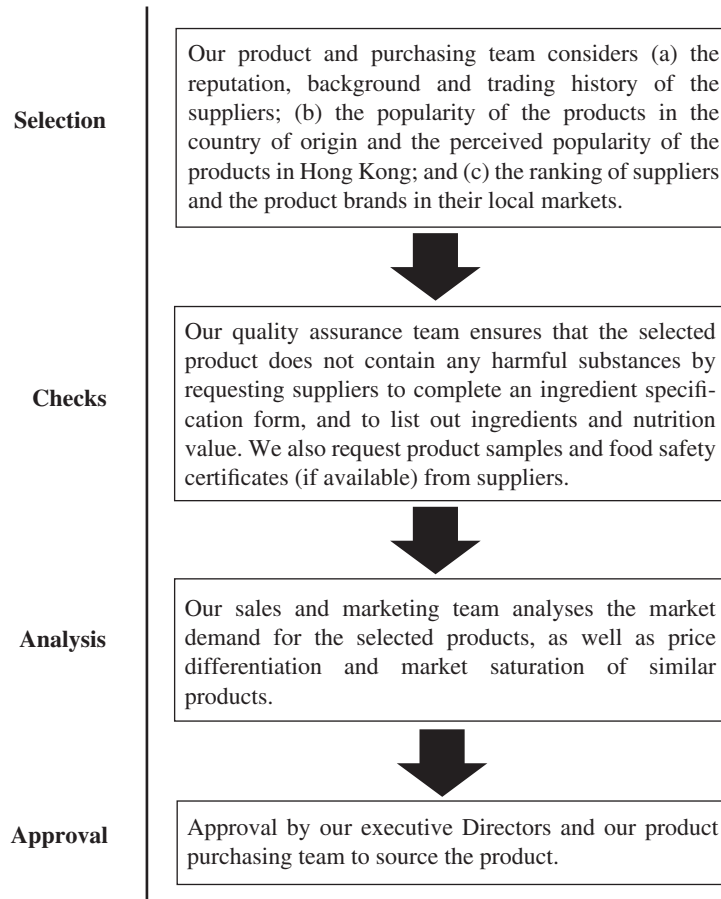 Selection
Our product and purchasing team considers (a) the
reputation, background and trading history of the
suppliers; (b) the popularity of the products in the
country of origin and the perceived popularity of the
products in Hong Kong; and (c) the ranking of suppliers
and the product brands in their local markets.
Checks
Our quality assurance team ensures that the selected
product does not contain any harmful substances by
requesting suppliers to complete an ingredient specifi-
cation form, and to list out ingredients and nutrition
value. We also request product samples and food safety
certificates (if available) from suppliers.
Analysis
Our sales and marketing team analyses the market
demand for the selected products, as well as price
differentiation and market saturation of similar
products.
Approval
Approval by our executive Directors and our product
purchasing team to source the product.